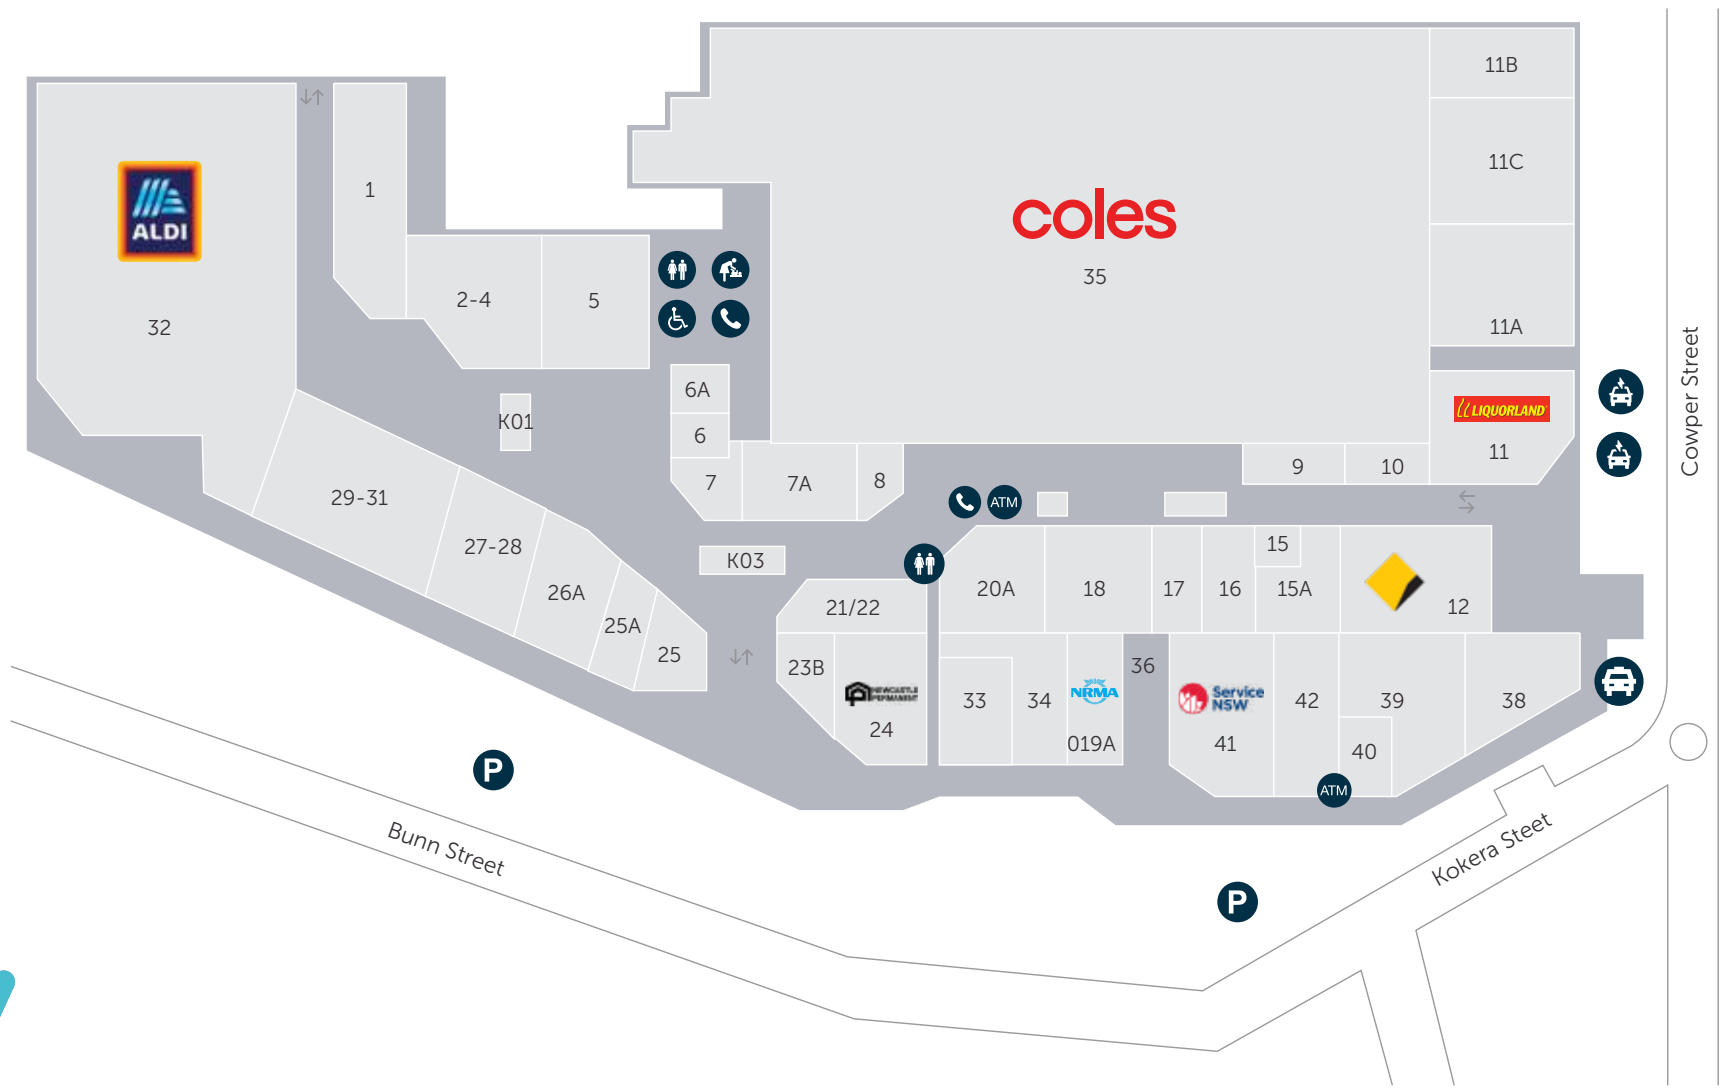 11B
1
ALDI
11C
coles
35
2-4
5
32
11A
Cowper Street
6A
K01
LIQUORLAND
6
11
9
10
7
7A
8
29-31
ATM
27-28
15
K03
26A
20A
18
17
16
15A
12
21/22
25A
25
23B
36
NEWCASTLE
PERMANENT
33
34
NRMA
Service
NSW
42
39
38
24
019A
41
40
P
ATM
Bunn Street
Kokera Steet
P